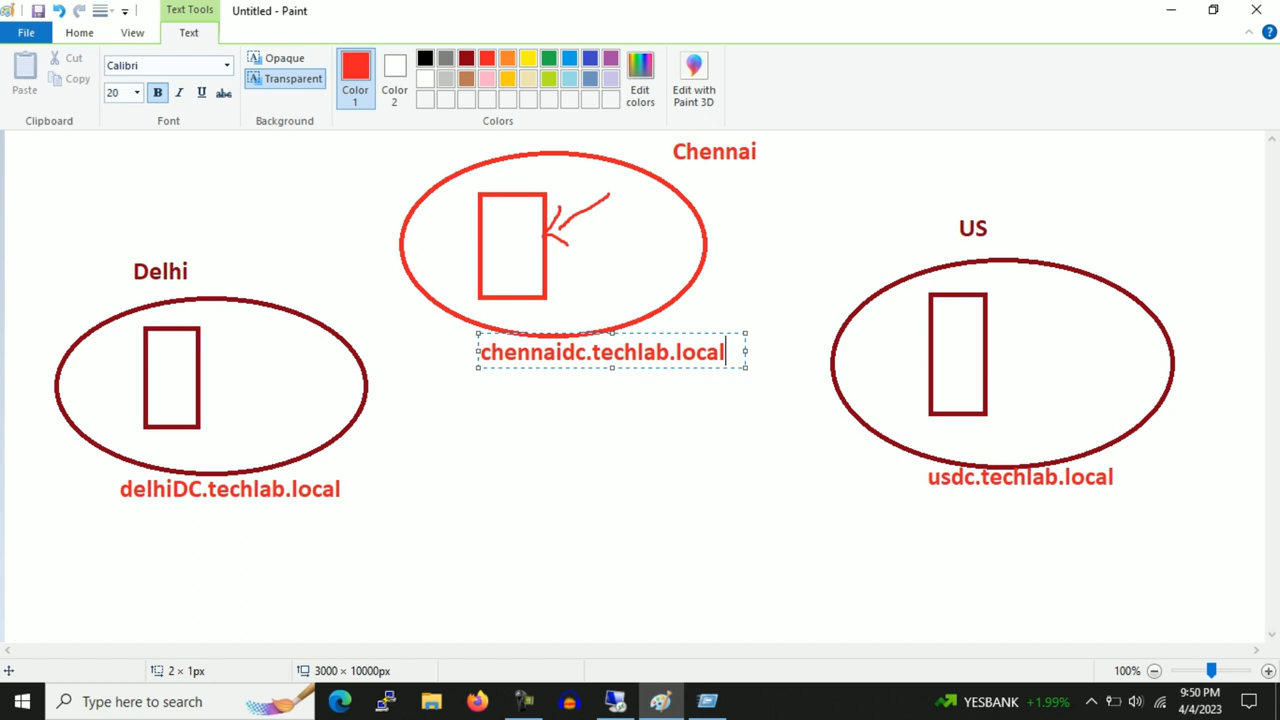 Text Tools
Untitled - Paint
File
Home
View
Text
Paste
Cut
Copy
Clipboard
Calibri
20
B
I
U
abc
Font
Opaque
Transparent
Background
Color
1
Color
2
Edit
colors
Colors
Edit with
Paint 3D
Chennai
US
Delhi
chennaidc.techlab.local
usdc.techlab.local
delhiDC.techlab.local
2 × 1px
3000 × 10000px
100%
Type here to search
YESBANK +1.99%
9:50 PM
4/4/2023